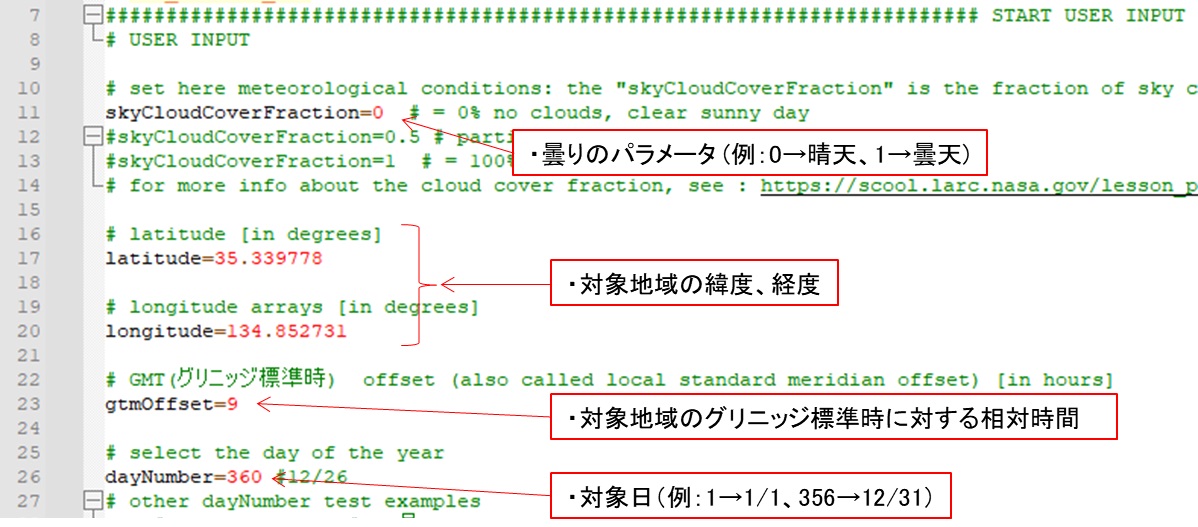 7 ######################################################################## START USER INPUT
8 # USER INPUT
9
10 # set here meteorological conditions: the "skyCloudCoverFraction" is the fraction of sky c
11 skyCloudCoverFraction=0 # = 0% no clouds, clear sunny day
12 #skyCloudCoverFraction=0.5 # parti
・曇りのパラメータ（例：0→晴天、1→曇天）
13 #skyCloudCoverFraction=1 # = 100%
14 # for more info about the cloud cover fraction, see : https://scool.larc.nasa.gov/lesson_p
15
16 # latitude [in degrees]
17 latitude=35.339778
18
・対象地域の緯度、経度
19 # longitude arrays [in degrees]
20 longitude=134.852731
21
22 # GMT(グリニッジ標準時) offset (also called local standard meridian offset) [in hours]
23 gtmOffset=9
・対象地域のグリニッジ標準時に対する相対時間
24
25 # select the day of the year
26 dayNumber=360 #12/26
・対象日（例：1→1/1、356→12/31）
27 # other dayNumber test examples